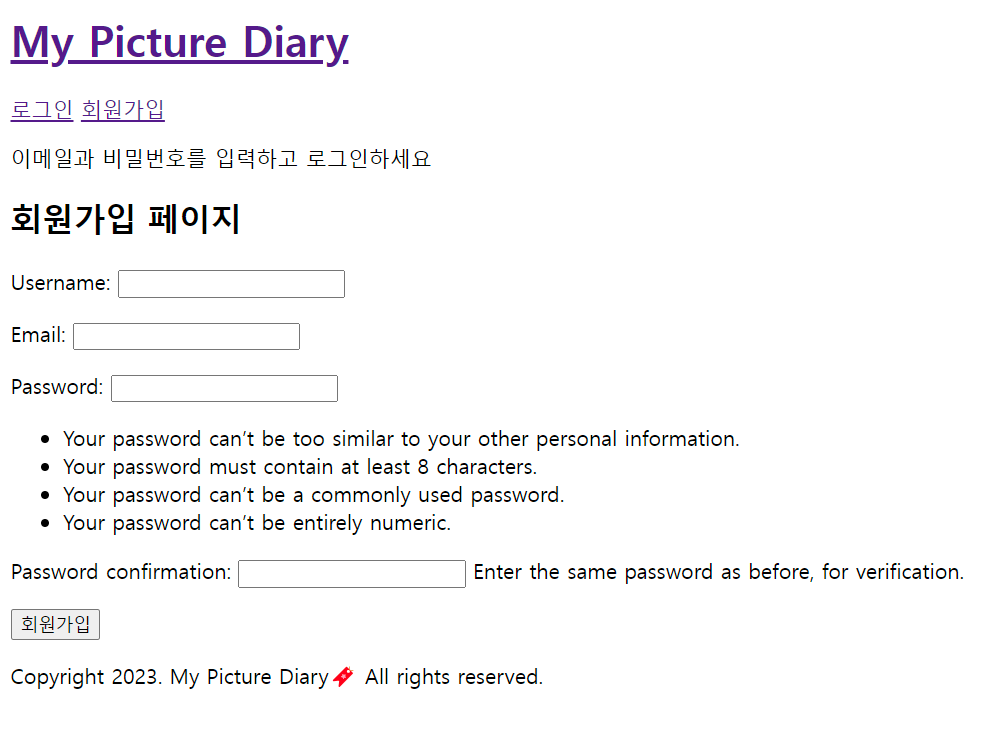 My Picture Diary
로그인 회원가입
이메일과 비밀번호를 입력하고 로그인하세요
회원가입 페이지
Username:
Email:
Password:
Your password can’t be too similar to your other personal information.
Your password must contain at least 8 characters.
Your password can’t be a commonly used password.
Your password can’t be entirely numeric.
Password confirmation: Enter the same password as before, for verification.
회원가입
Copyright 2023. My Picture Diary All rights reserved.